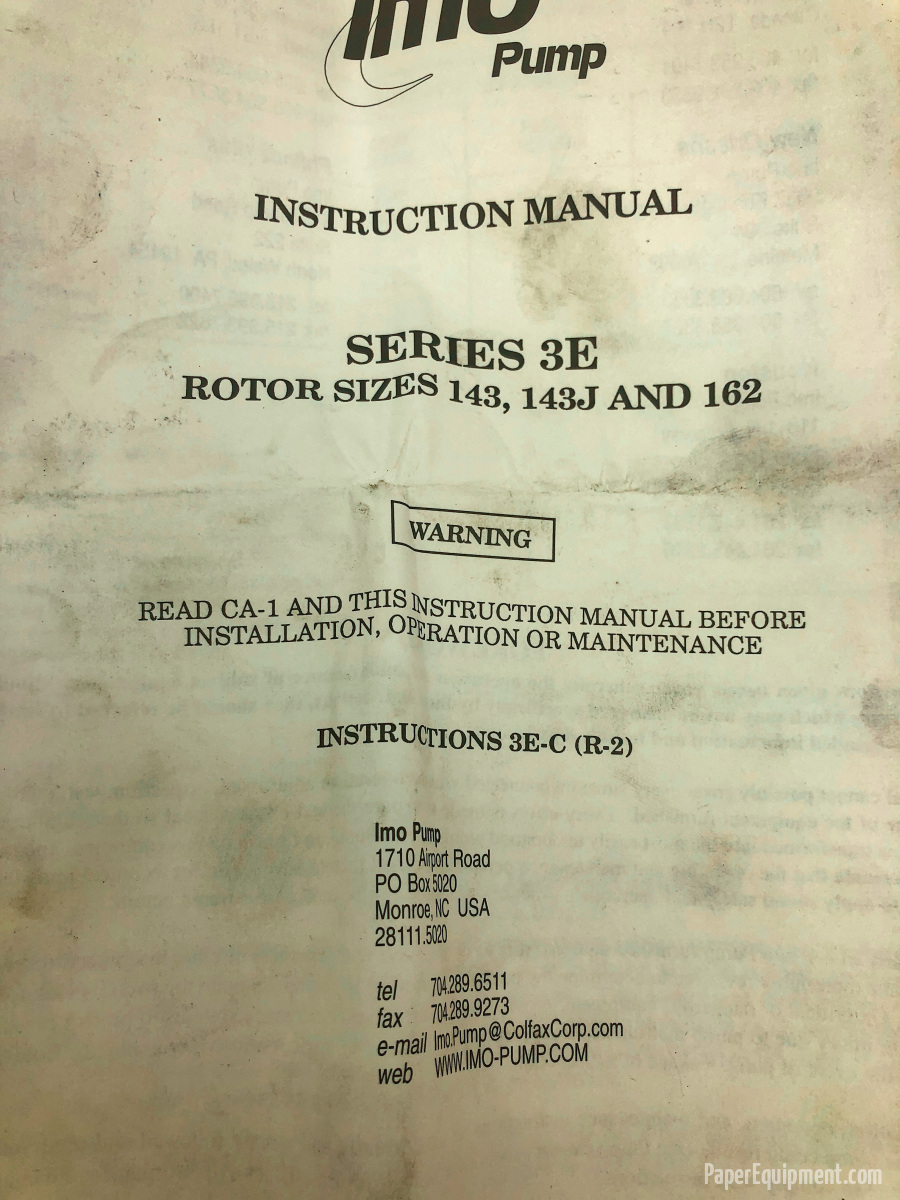 Imo
Pump
INSTRUCTION MANUAL
SERIES 3E
ROTOR SIZES 143, 143J AND 162
WARNING
READ CA-1 AND THIS INSTRUCTION MANUAL BEFORE
INSTALLATION, OPERATION OR MAINTENANCE
INSTRUCTIONS 3E-C (R-2)
Imo Pump
1710 Airport Road
PO Box 5020
Monroe, NC USA
28111.5020
tel 704.289.6511
fax 704.289.9273
e-mail Imo.Pump@ColfaxCorp.com
web WWW.IMO-PUMP.COM
PaperEquipment.com